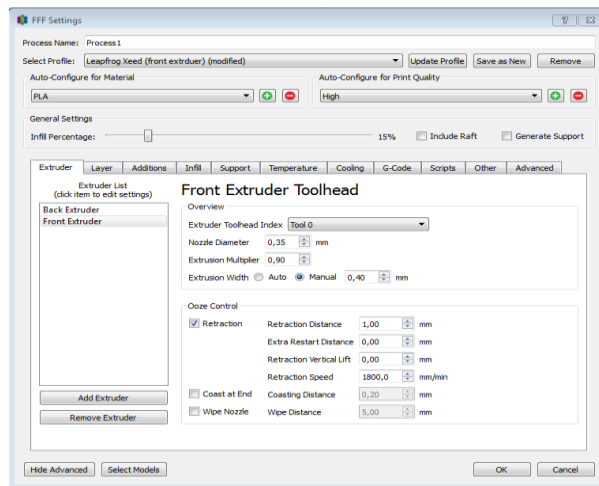 FFF Settings
Process Name: Process1
Select Profile: Leapfrog Xeed (front extrduer) (modified) Update Profile Save as New Remove
Auto-Configure for Material Auto-Configure for Print Quality
PLA High
General Settings
Infill Percentage: 15% Include Raft Generate Support
Extruder Layer Additions Infill Support Temperature Cooling G-Code Scripts Other Advanced
Extruder List
(click item to edit settings)
Back Extruder
Front Extruder
Add Extruder
Remove Extruder
Front Extruder Toolhead
Overview
Extruder Toolhead Index Tool 0
Nozzle Diameter 0,35 mm
Extrusion Multiplier 0,90
Extrusion Width Auto Manual 0,40 mm
Ooze Control
Retraction Retraction Distance 1,00 mm
Extra Restart Distance 0,00 mm
Retraction Vertical Lift 0,00 mm
Retraction Speed 1800,0 mm/min
Coast at End Coasting Distance 0,20 mm
Wipe Nozzle Wipe Distance 5,00 mm
Hide Advanced Select Models OK Cancel